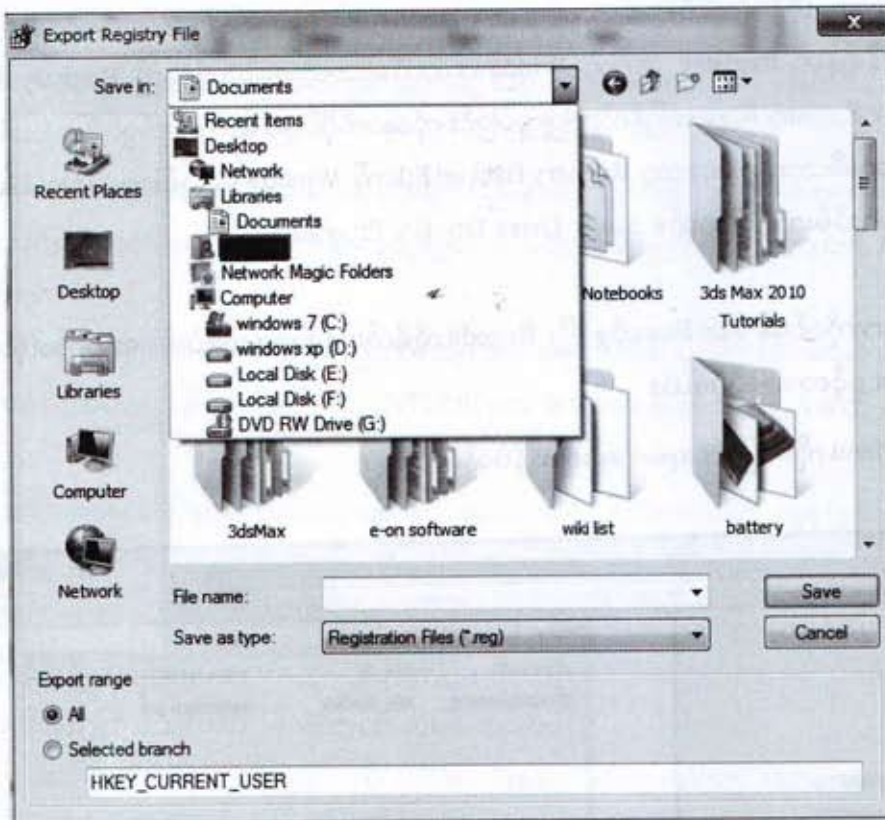 Export Registry File
x
Save in:
Documents
Recent Items
Desktop
Network
Libraries
Documents
Network Magic Folders
Computer
windows 7 (C:)
windows xp (D:)
Local Disk (E:)
Local Disk (F:)
DVD RW Drive (G:)
Recent Places
Desktop
Libraries
Computer
Network
Notebooks
3ds Max 2010
Tutorials
3dsMax
e-on software
wiki list
battery
File name:
Save
Save as type:
Registration Files (*.reg)
Cancel
Export range
All
Selected branch
HKEY_CURRENT_USER